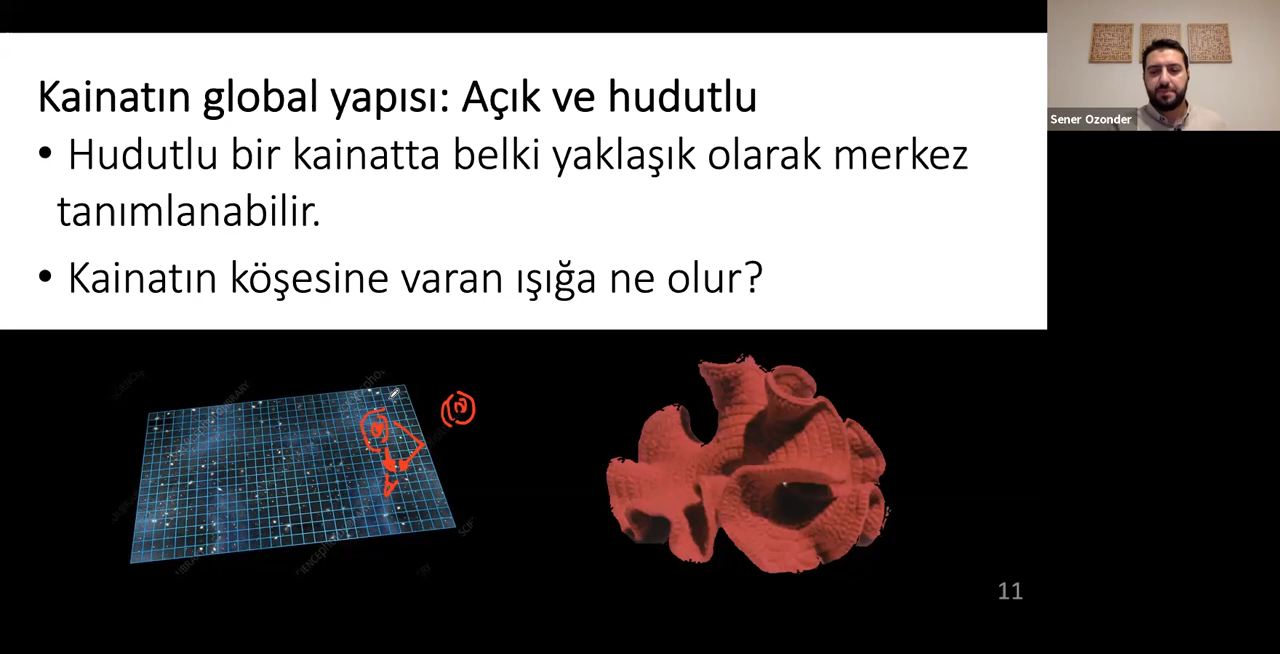 Kainatın global yapısı: Açık ve hudutlu
• Hudutlu bir kainatta belki yaklaşık olarak merkez
tanımlanabilir.
• Kainatın köşesine varan ışığa ne olur?
Sener Ozonder
11